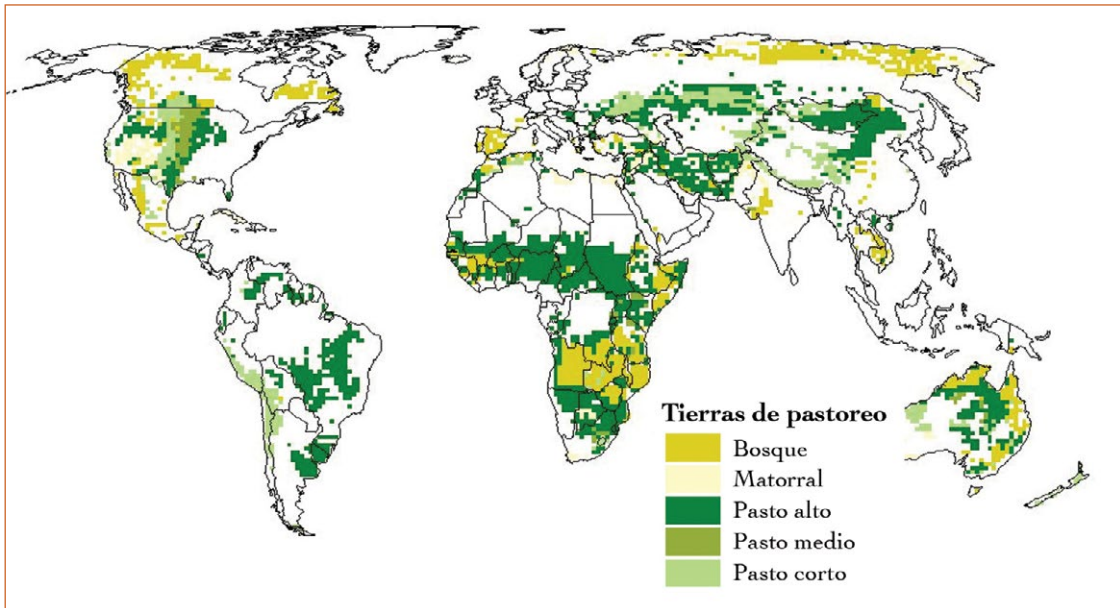 Tierras de pastoreo
Bosque
Matorral
Pasto alto
Pasto medio
Pasto corto